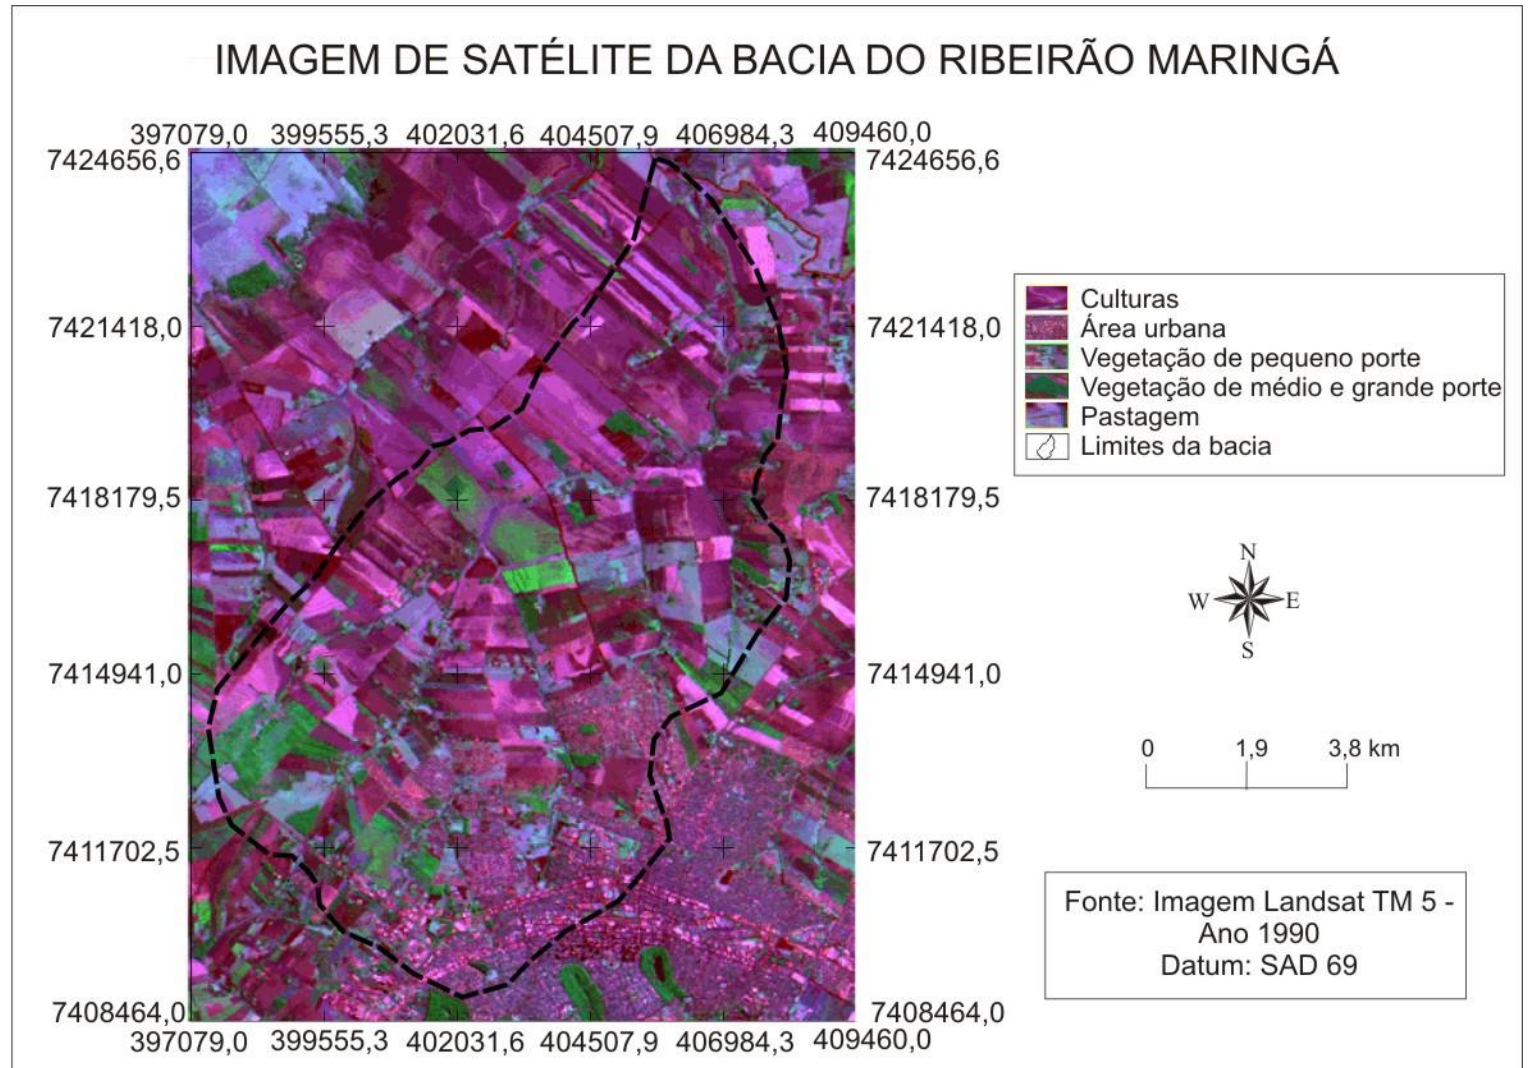 IMAGEM DE SATÉLITE DA BACIA DO RIBEIRÃO MARINGÁ
397079,0 399555,3 402031,6 404507,9 406984,3 409460,0
7424656,6 7424656,6
7421418,0 7421418,0
7418179,5 7418179,5
7414941,0 7414941,0
7411702,5 7411702,5
7408464,0 7408464,0
397079,0 399555,3 402031,6 404507,9 406984,3 409460,0
Culturas
Área urbana
Vegetação de pequeno porte
Vegetação de médio e grande porte
Pastagem
Limites da bacia
N
W E
S
0 1,9 3,8 km
Fonte: Imagem Landsat TM 5 -
Ano 1990
Datum: SAD 69